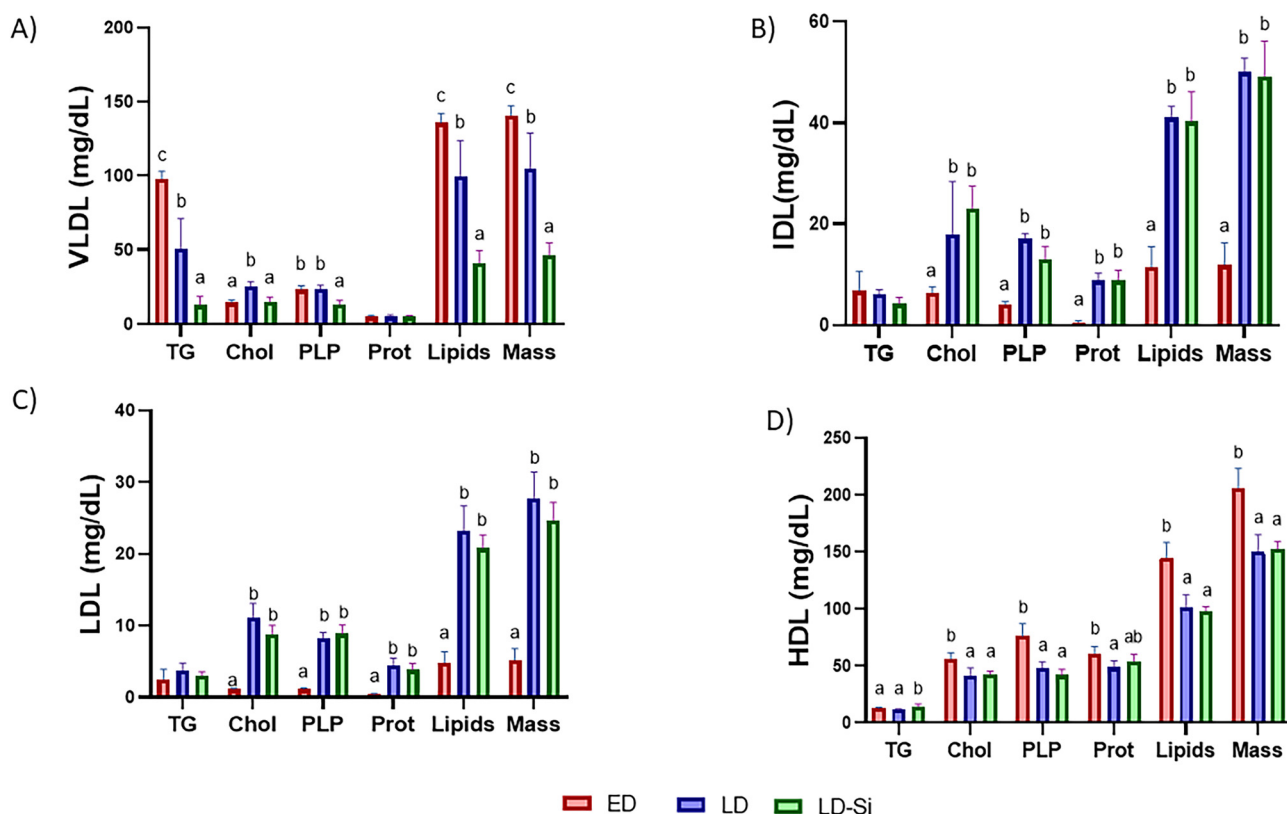 A)
VLDL (mg/dL)
200
150
100
50
0
c b a
a b a
b b a
c b a
c b a
TG Chol PLP Prot Lipids Mass
B)
IDL(mg/dL)
60
40
20
0
a b b
a b b
a b b
a b b
a b b
TG Chol PLP Prot Lipids Mass
C)
LDL (mg/dL)
40
30
20
10
0
a b b
a b b
a b b
a b b
a b b
TG Chol PLP Prot Lipids Mass
D)
HDL (mg/dL)
250
200
150
100
50
0
a a b
b a a
b a a
b a ab
b a a
b a a
TG Chol PLP Prot Lipids Mass
ED LD LD-Si